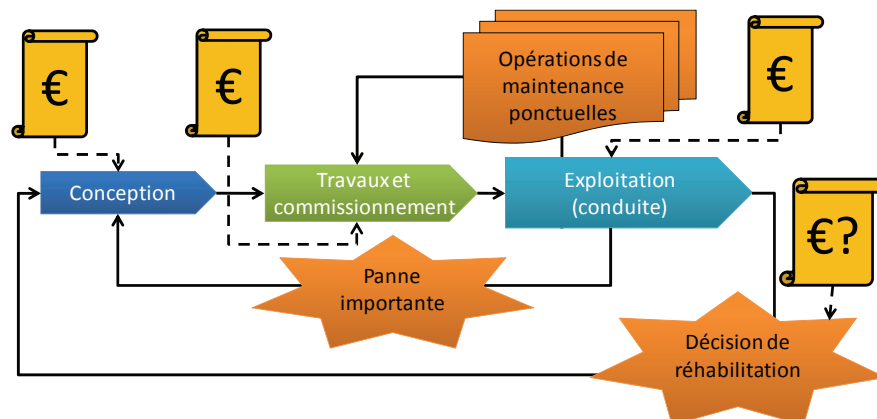 €
€
Opérations de
maintenance
ponctuelles
€
Conception
Travaux et
commissionnement
Exploitation
(conduite)
€?
Panne
importante
Décision de
réhabilitation